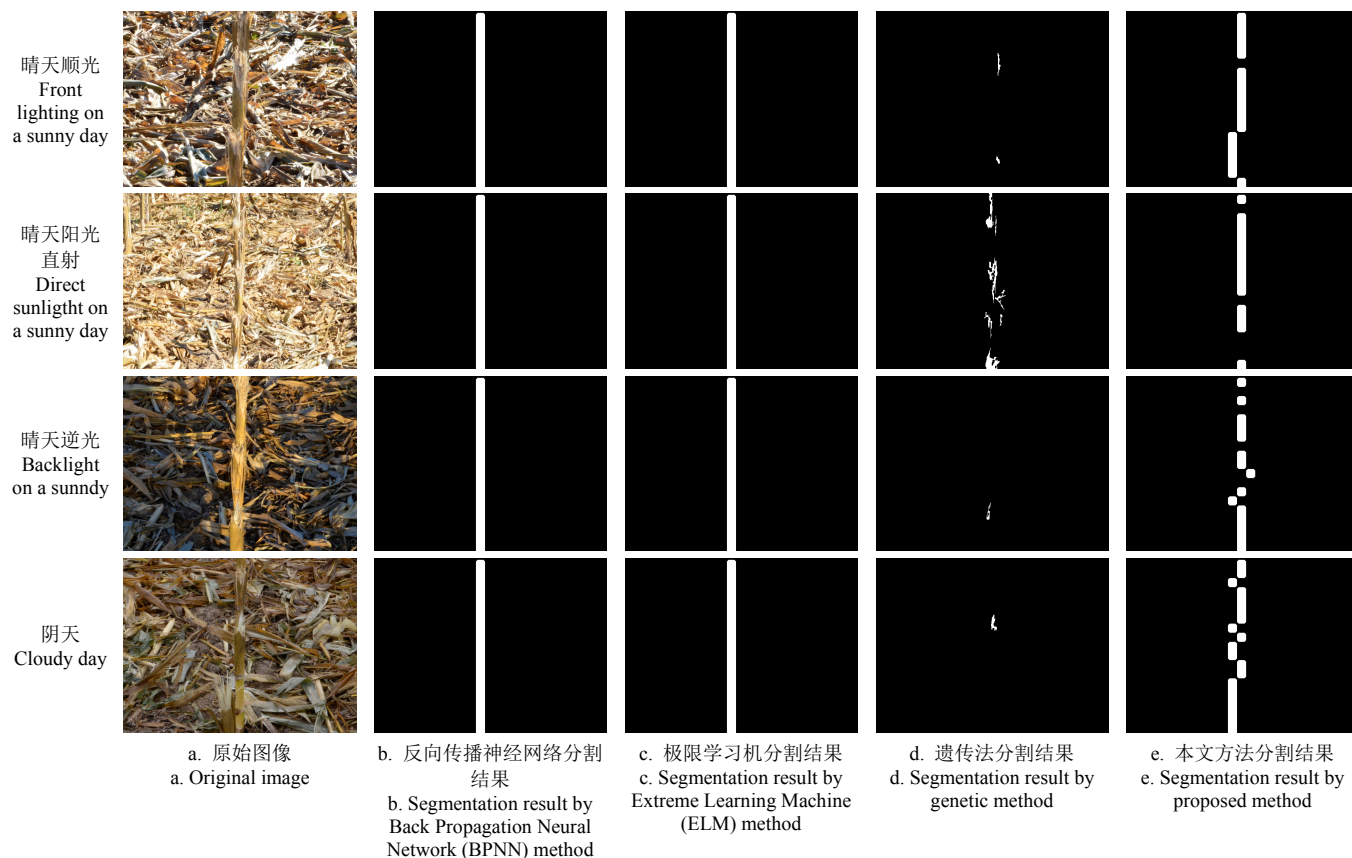 晴天顺光
Front
lighting on
a sunny day
晴天阳光
直射
Direct
sunligtht on
a sunny day
晴天逆光
Backlight
on a sunndy
阴天
Cloudy day
a. 原始图像
a. Original image
b. 反向传播神经网络分割
结果
b. Segmentation result by
Back Propagation Neural
Network (BPNN) method
c. 极限学习机分割结果
c. Segmentation result by
Extreme Learning Machine
(ELM) method
d. 遗传法分割结果
d. Segmentation result by
genetic method
e. 本文方法分割结果
e. Segmentation result by
proposed method